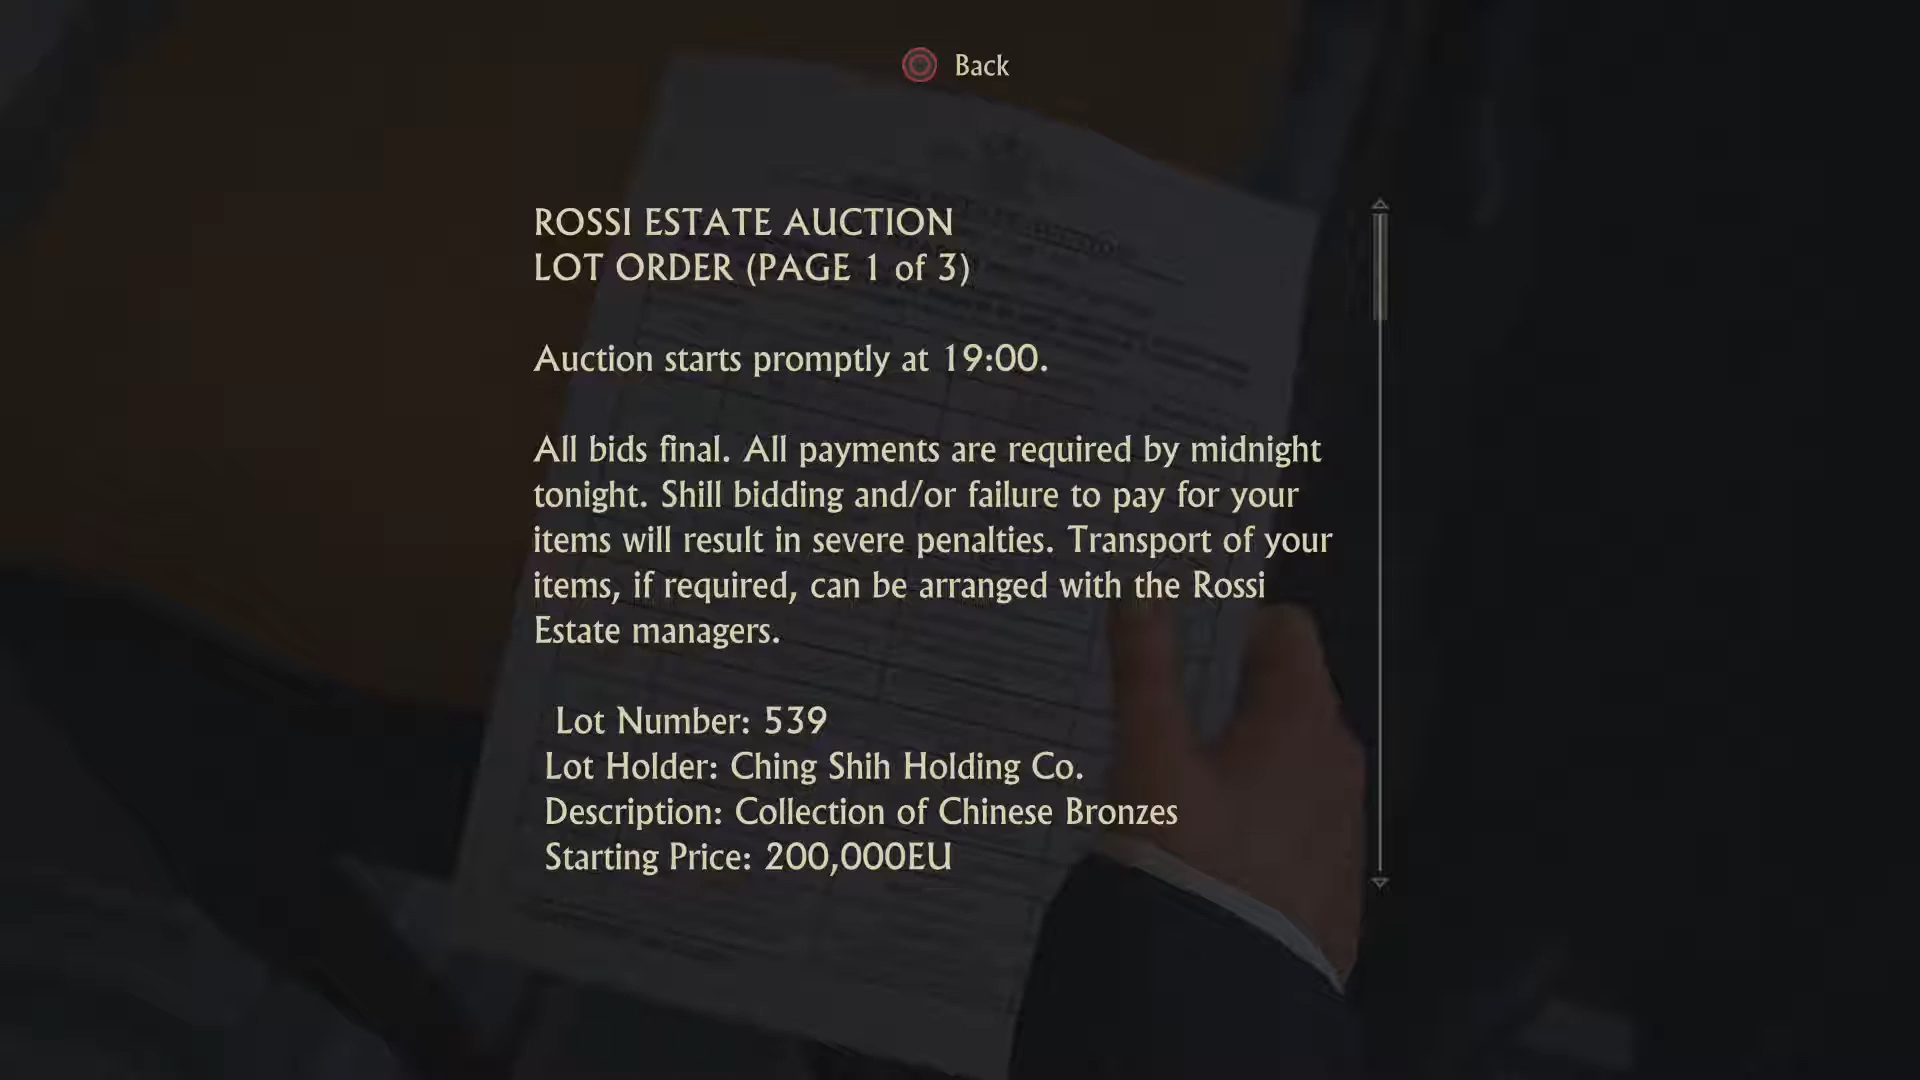 Back
ROSSI ESTATE AUCTION
LOT ORDER (PAGE 1 of 3)
Auction starts promptly at 19:00.
All bids final. All payments are required by midnight
tonight. Shill bidding and/or failure to pay for your
items will result in severe penalties. Transport of your
items, if required, can be arranged with the Rossi
Estate managers.
Lot Number: 539
Lot Holder: Ching Shih Holding Co.
Description: Collection of Chinese Bronzes
Starting Price: 200,000EU